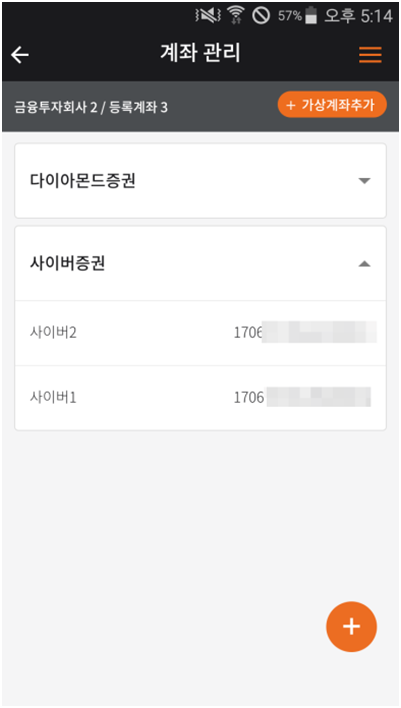 57% 오후 5:14
계좌 관리
금융투자회사 2 / 등록계좌 3 + 가상계좌추가
다이아몬드증권
사이버증권
사이버2 1706
사이버1 1706
+